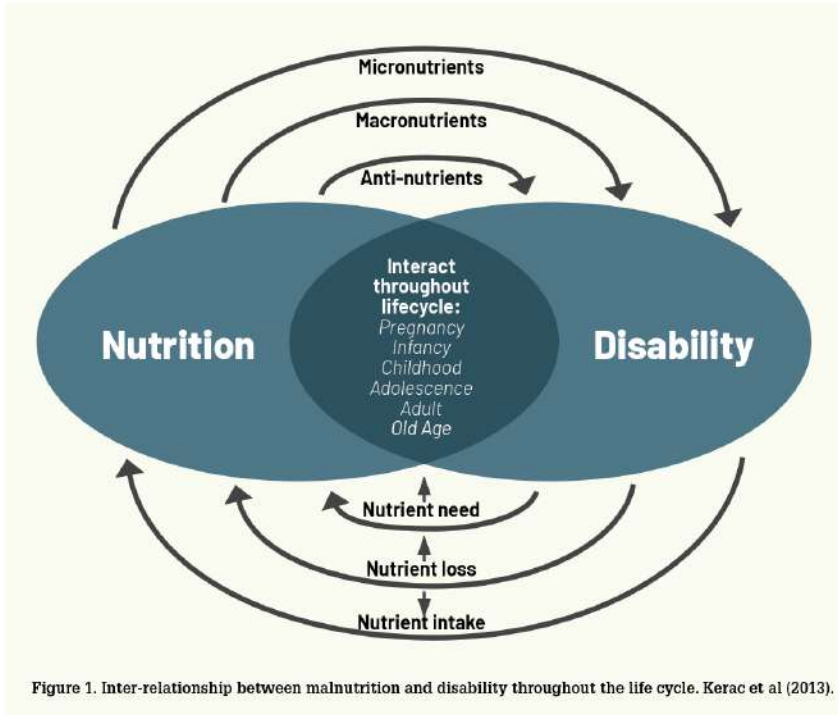 Micronutrients
Macronutrients
Anti-nutrients
Interact
throughout
lifecycle:
Pregnancy
Infancy
Childhood
Adolescence
Adult
Old Age
Nutrition
Disability
Nutrient need
Nutrient loss
Nutrient intake
Figure 1. Inter-relationship between malnutrition and disability throughout the life cycle. Kerac et al (2013).